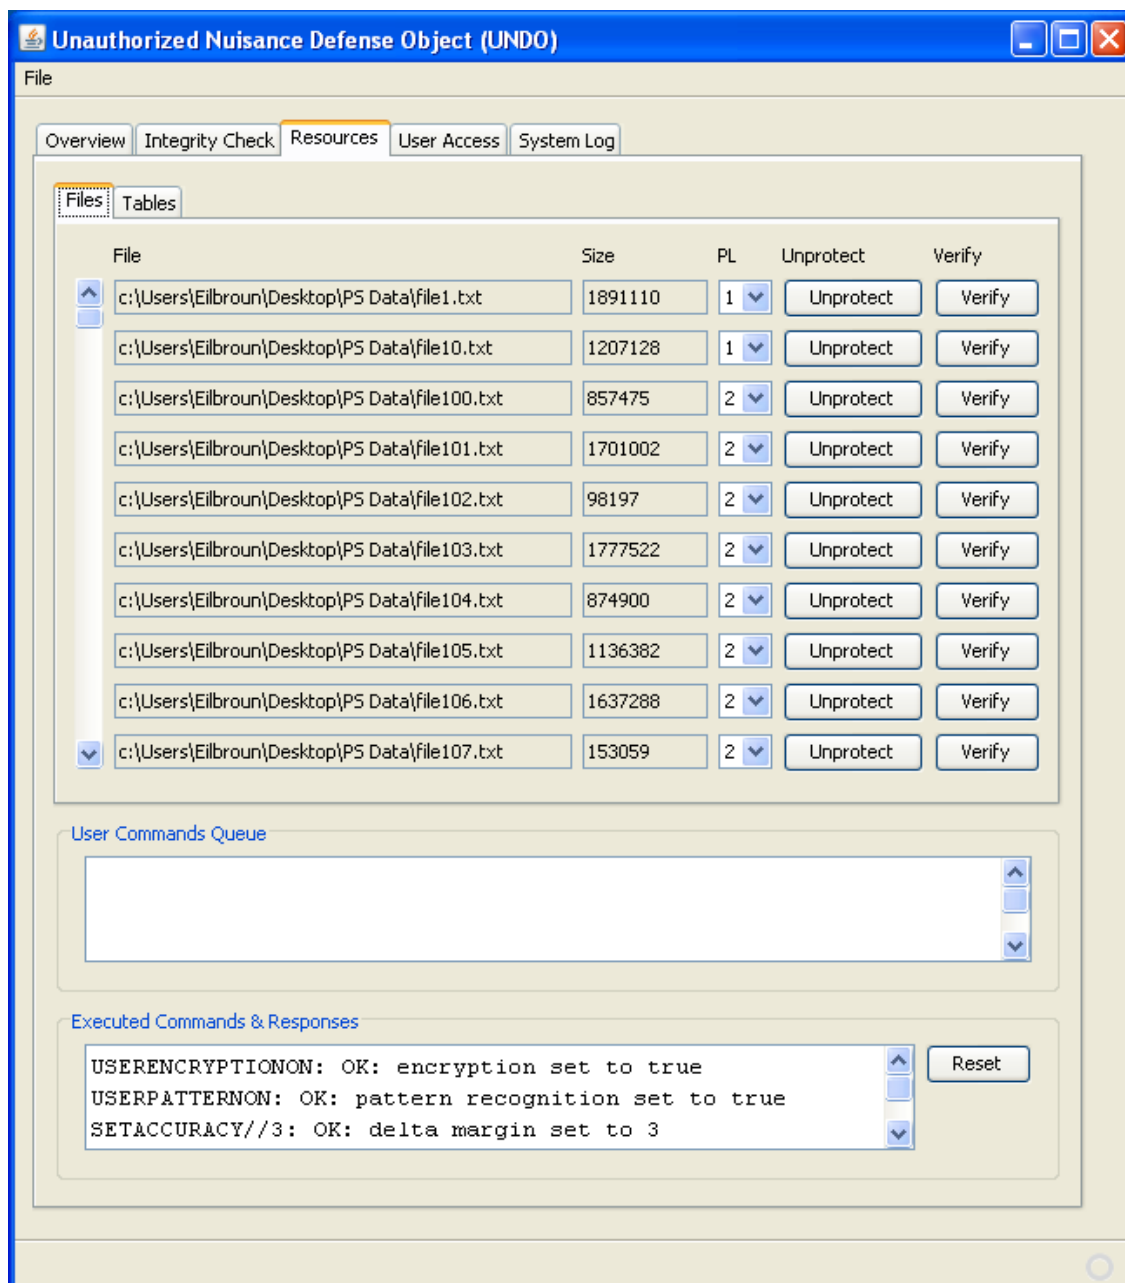 Unauthorized Nuisance Defense Object (UNDO)
File
Overview Integrity Check Resources User Access System Log
Files Tables
File Size PL Unprotect Verify
c:\Users\Eilbroun\Desktop\PS Data\file1.txt 1891110 1 Unprotect Verify
c:\Users\Eilbroun\Desktop\PS Data\file10.txt 1207128 1 Unprotect Verify
c:\Users\Eilbroun\Desktop\PS Data\file100.txt 857475 2 Unprotect Verify
c:\Users\Eilbroun\Desktop\PS Data\file101.txt 1701002 2 Unprotect Verify
c:\Users\Eilbroun\Desktop\PS Data\file102.txt 98197 2 Unprotect Verify
c:\Users\Eilbroun\Desktop\PS Data\file103.txt 1777522 2 Unprotect Verify
c:\Users\Eilbroun\Desktop\PS Data\file104.txt 874900 2 Unprotect Verify
c:\Users\Eilbroun\Desktop\PS Data\file105.txt 1136382 2 Unprotect Verify
c:\Users\Eilbroun\Desktop\PS Data\file106.txt 1637288 2 Unprotect Verify
c:\Users\Eilbroun\Desktop\PS Data\file107.txt 153059 2 Unprotect Verify
User Commands Queue
Executed Commands & Responses
USERENCRYPTIONON: OK: encryption set to true Reset
USERPATTERNON: OK: pattern recognition set to true
SETACCURACY//3: OK: delta margin set to 3